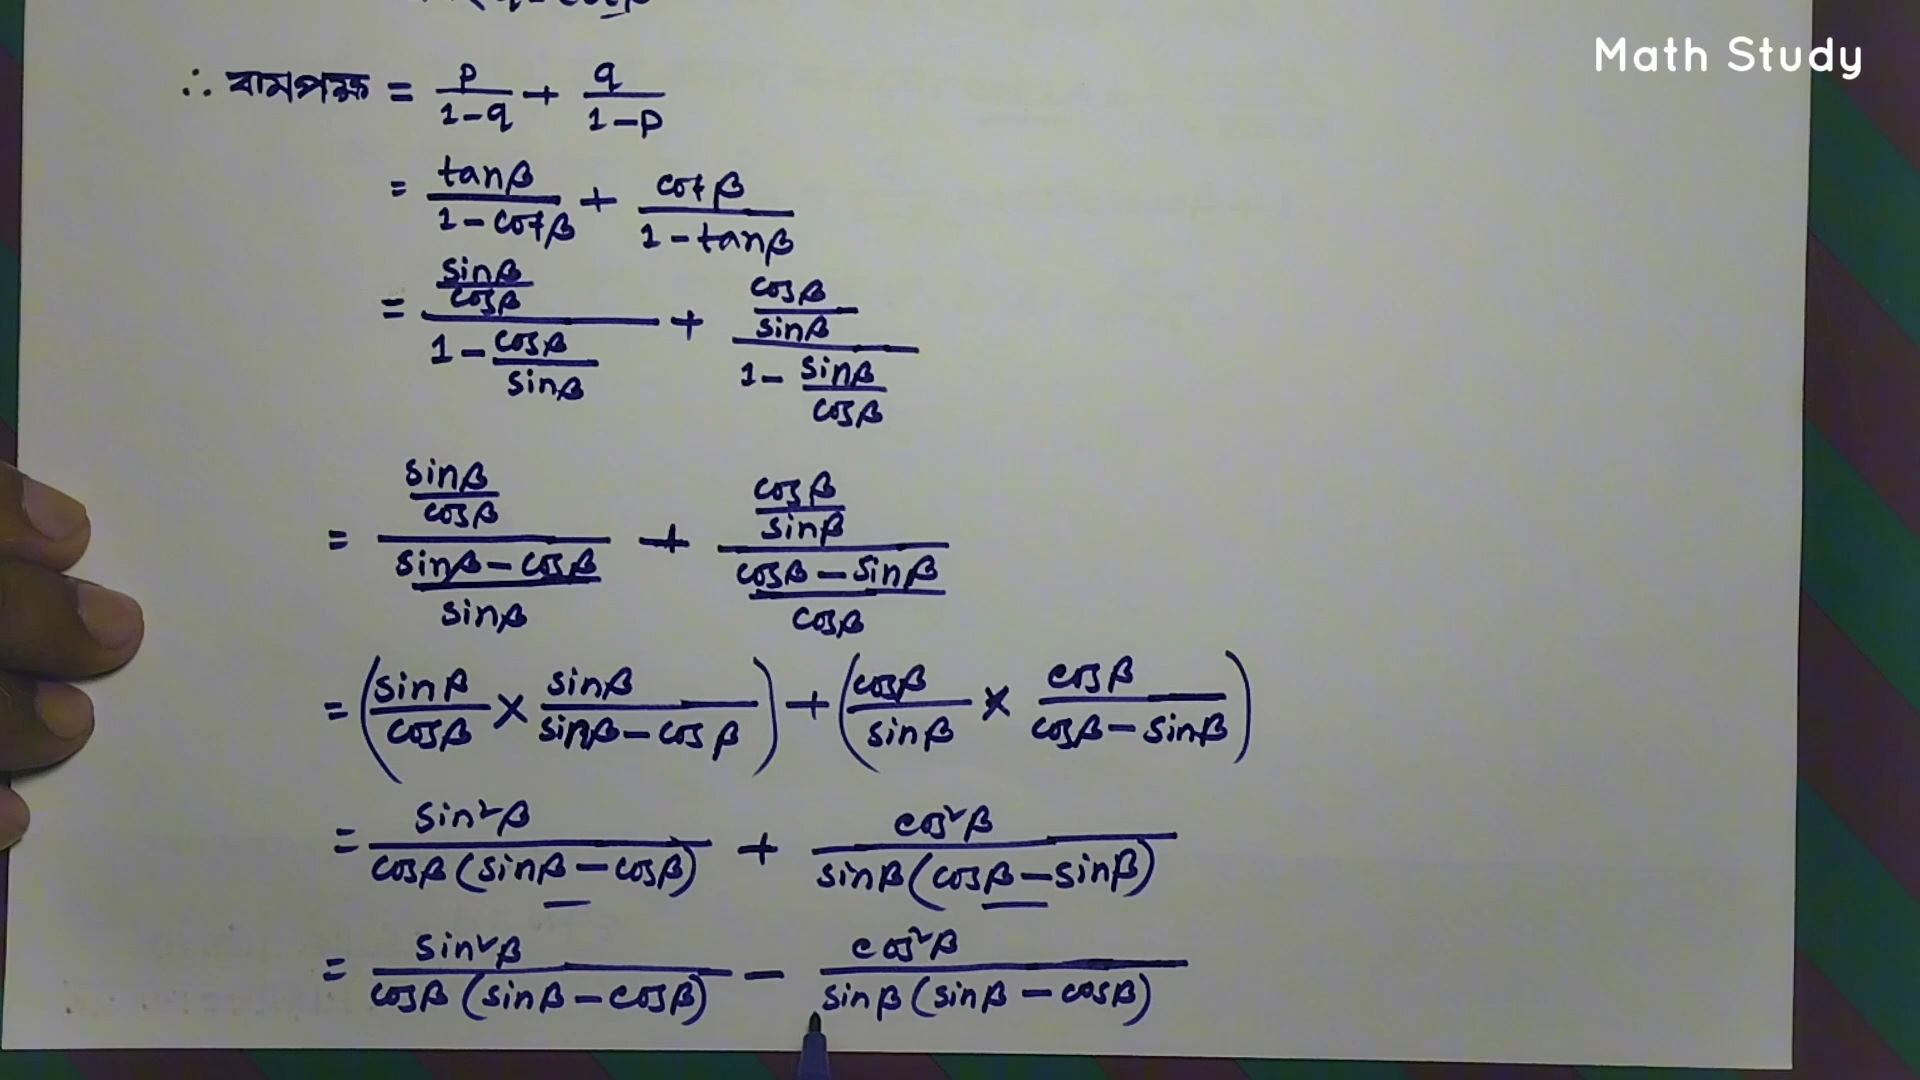 Math Study
∴ বামপক্ষ = p/(1-q) + q/(1-p)
= tanβ/(1-cotβ) + cotβ/(1-tanβ)
= (sinβ/cosβ)/(1-cosβ/sinβ) + (cosβ/sinβ)/(1-sinβ/cosβ)
= (sinβ/cosβ)/((sinβ-cosβ)/sinβ) + (cosβ/sinβ)/((cosβ-sinβ)/cosβ)
= (sinβ/cosβ × sinβ/(sinβ-cosβ)) + (cosβ/sinβ × cosβ/(cosβ-sinβ))
= sin²β/(cosβ(sinβ-cosβ)) + cos²β/(sinβ(cosβ-sinβ))
= sin²β/(cosβ(sinβ-cosβ)) - cos²β/(sinβ(sinβ-cosβ))